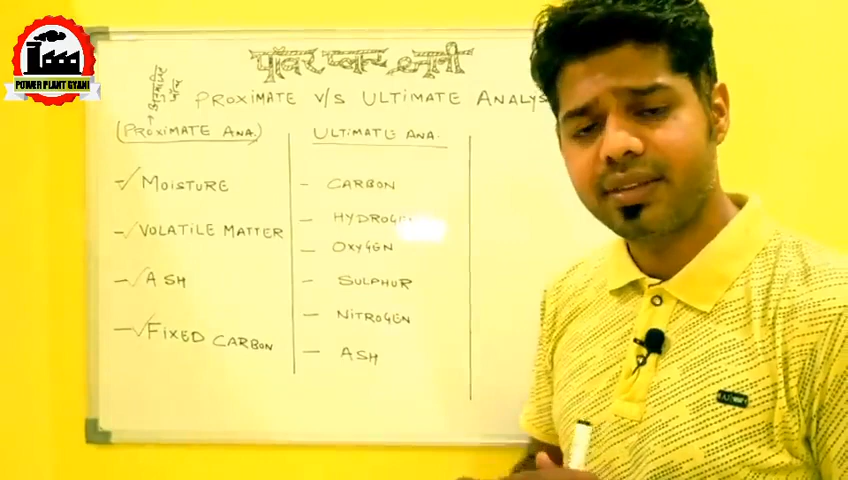 POWER PLANT GYANI
पॉवर प्लान्ट ज्ञानी
PROXIMATE V/S ULTIMATE ANALYS
(PROXIMATE ANA.)
✓ MOISTURE
- ✓ VOLATILE MATTER
- ✓ ASH
- ✓ FIXED CARBON
ULTIMATE ANA.
- CARBON
- HYDROGEN
- OXYGEN
- SULPHUR
- NITROGEN
- ASH